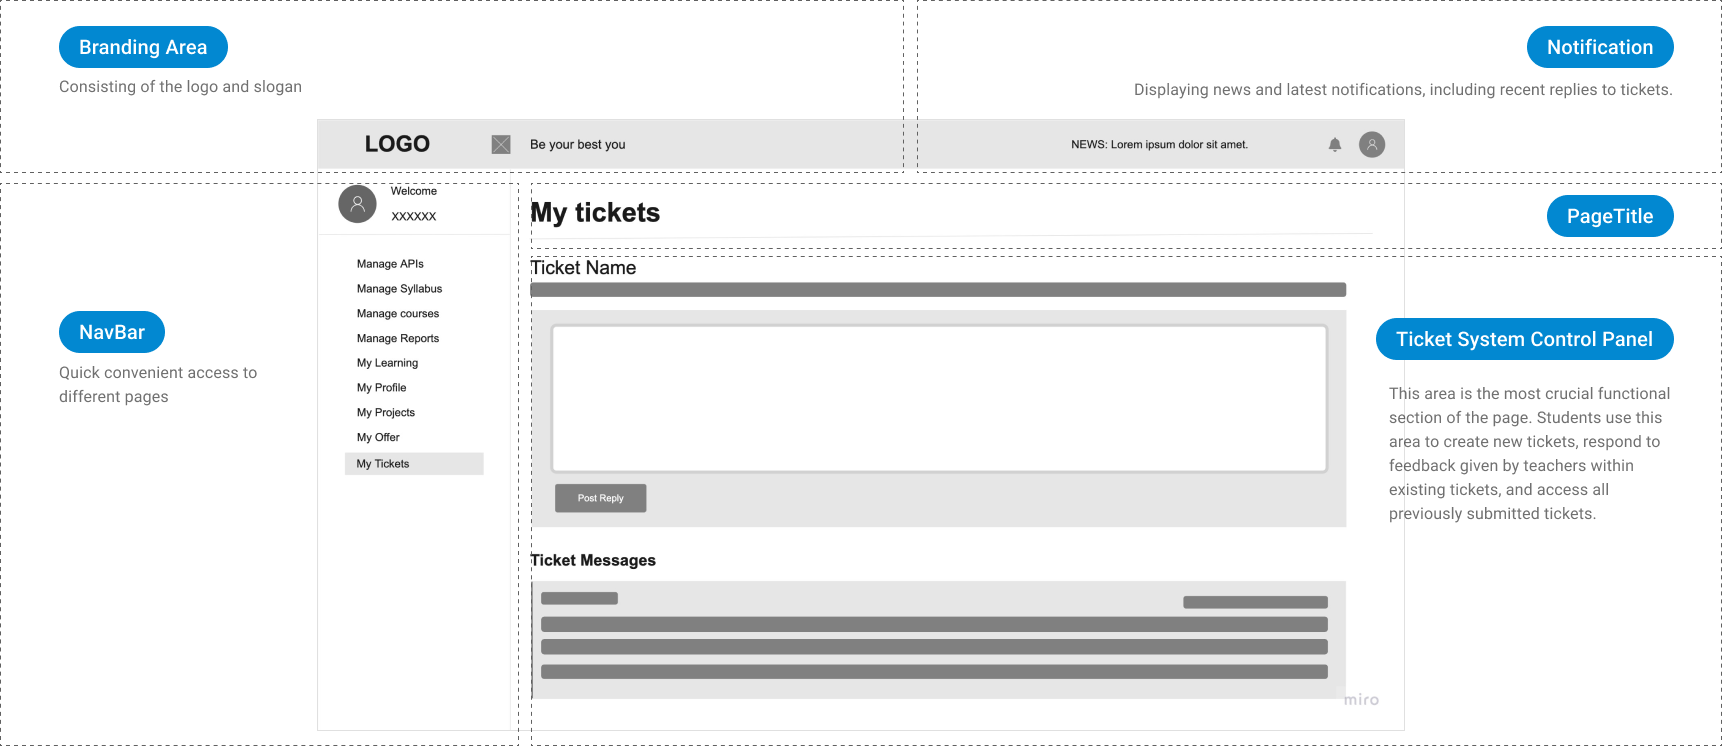 Branding Area
Consisting of the logo and slogan
Notification
Displaying news and latest notifications, including recent replies to tickets.
LOGO
Be your best you
NEWS: Lorem ipsum dolor sit amet.
Welcome
XXXXXX
My tickets
PageTitle
Manage APIs
Manage Syllabus
Manage courses
Manage Reports
My Learning
My Profile
My Projects
My Offer
My Tickets
NavBar
Quick convenient access to
different pages
Ticket Name
Post Reply
Ticket System Control Panel
This area is the most crucial functional
section of the page. Students use this
area to create new tickets, respond to
feedback given by teachers within
existing tickets, and access all
previously submitted tickets.
Ticket Messages
miro